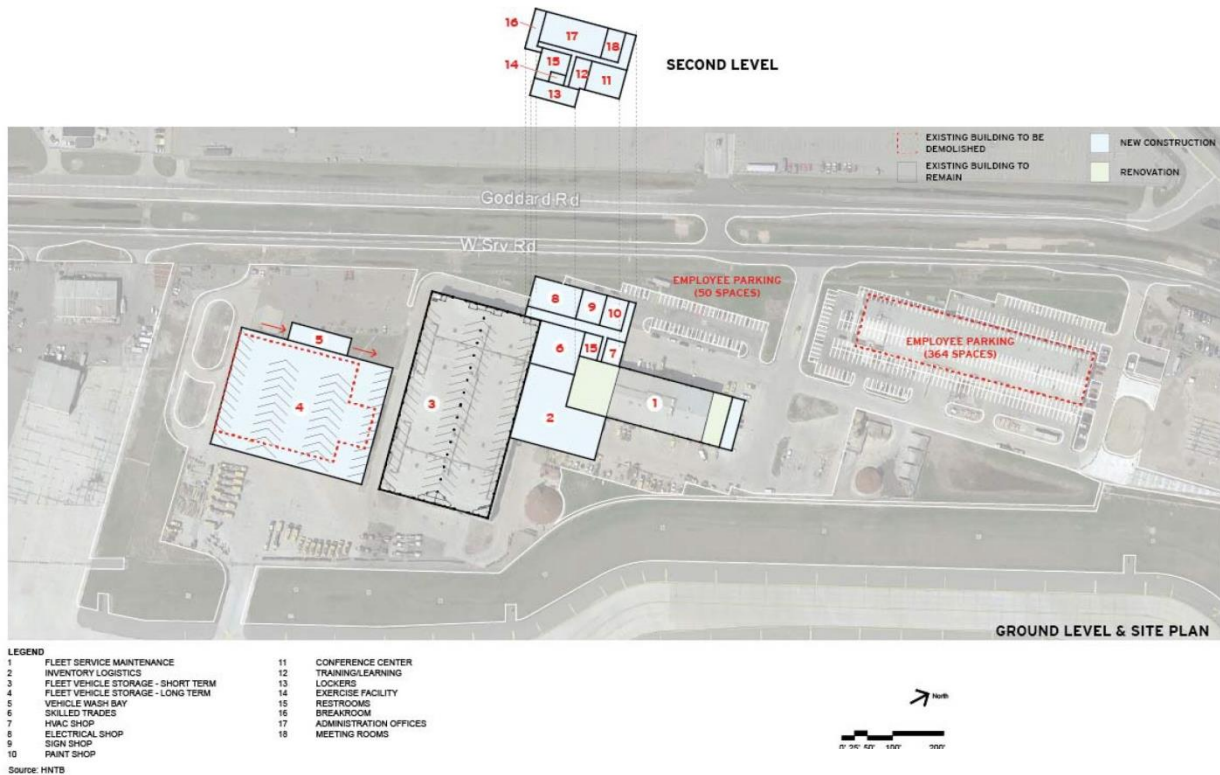 16
17
18
15
14
12
11
13
SECOND LEVEL
EXISTING BUILDING TO BE
DEMOLISHED
NEW CONSTRUCTION
EXISTING BUILDING TO
REMAIN
RENOVATION
Goddard Rd
W Srv Rd
EMPLOYEE PARKING
(50 SPACES)
8
9
10
5
6
15
7
EMPLOYEE PARKING
(364 SPACES)
4
3
2
1
GROUND LEVEL & SITE PLAN
LEGEND
1 FLEET SERVICE MAINTENANCE
2 INVENTORY LOGISTICS
3 FLEET VEHICLE STORAGE - SHORT TERM
4 FLEET VEHICLE STORAGE - LONG TERM
5 VEHICLE WASH BAY
6 SKILLED TRADES
7 HVAC SHOP
8 ELECTRICAL SHOP
9 SIGN SHOP
10 PAINT SHOP
11 CONFERENCE CENTER
12 TRAINING/LEARNING
13 LOCKERS
14 EXERCISE FACILITY
15 RESTROOMS
16 BREAKROOM
17 ADMINISTRATION OFFICES
18 MEETING ROOMS
North
0' 25' 50' 100' 200'
Source: HNTB